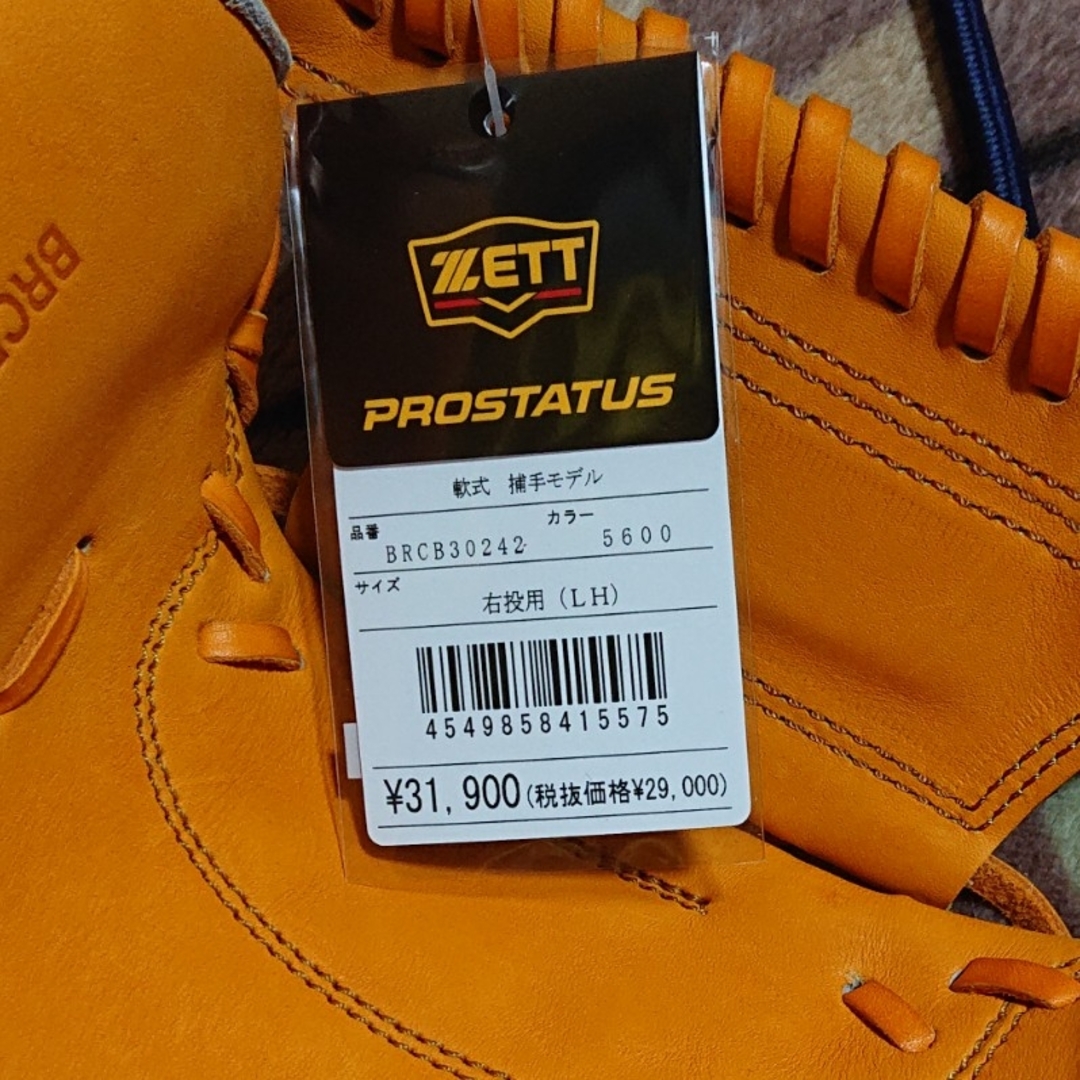 BRC
ZETT
PROSTATUS
軟式 捕手モデル
品番 カラー
BRCB30242 5600
サイズ
右投用(LH)
4549858415575
¥31,900(税抜価格¥29,000)